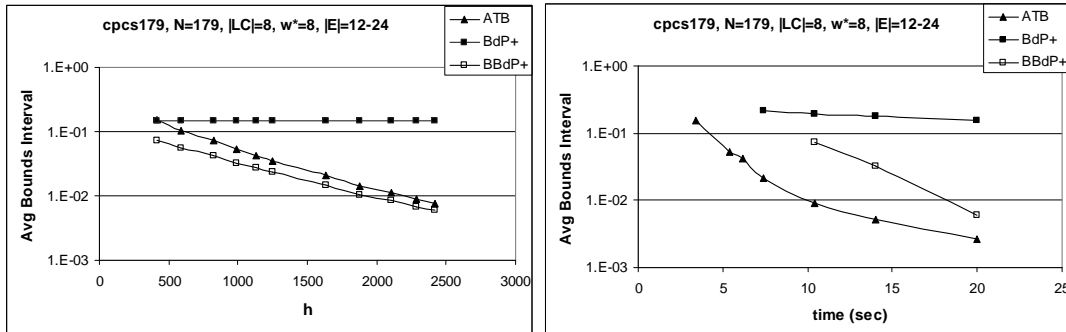 cpcs179, N=179, |LC|=8, w*=8, |E|=12-24
ATB
BdP+
BBdP+
1.E+00
1.E-01
1.E-02
1.E-03
Avg Bounds Interval
0
500
1000
1500
2000
2500
3000
h
cpcs179, N=179, |LC|=8, w*=8, |E|=12-24
ATB
BdP+
BBdP+
1.E+00
1.E-01
1.E-02
1.E-03
Avg Bounds Interval
0
5
10
15
20
25
time (sec)